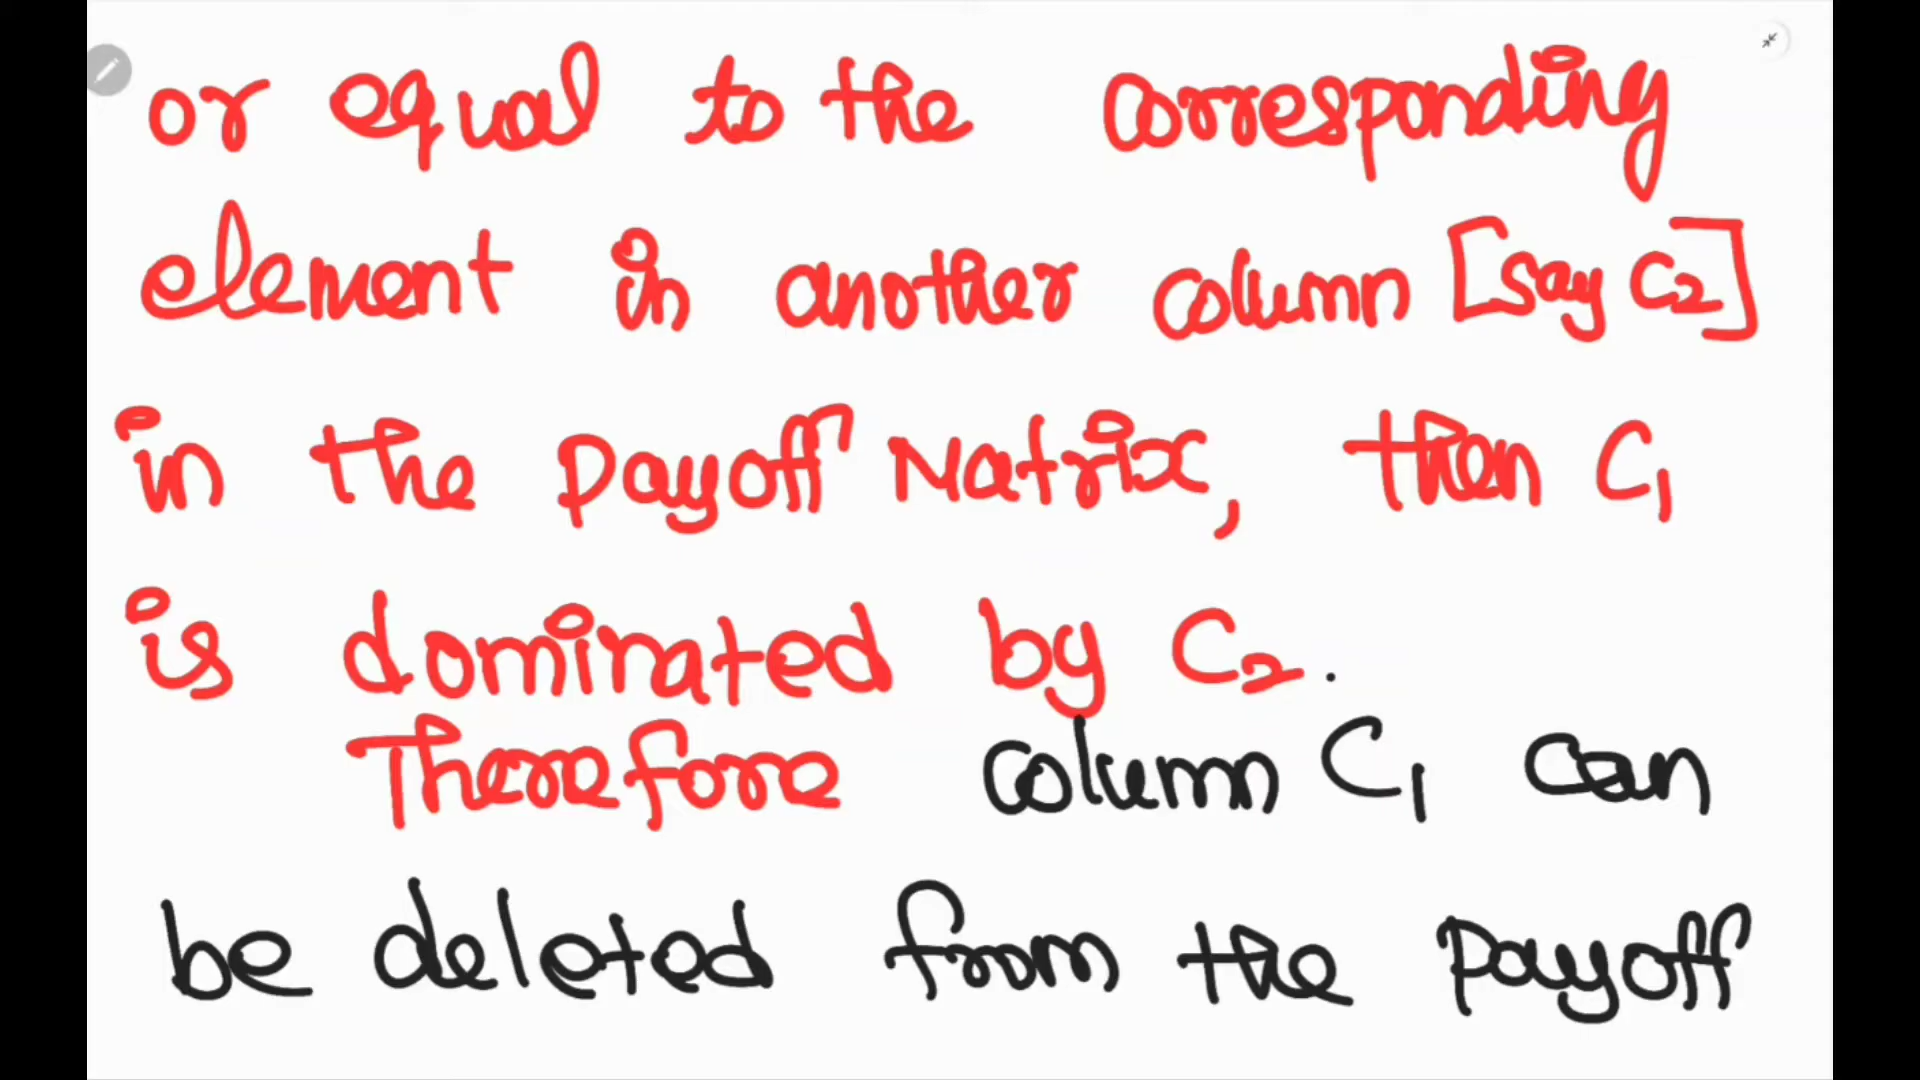 or equal to the corresponding
element in another column [say C2]
in the payoff Matrix, then C1
is dominated by C2.
Therefore column C1 can
be deleted from the payoff